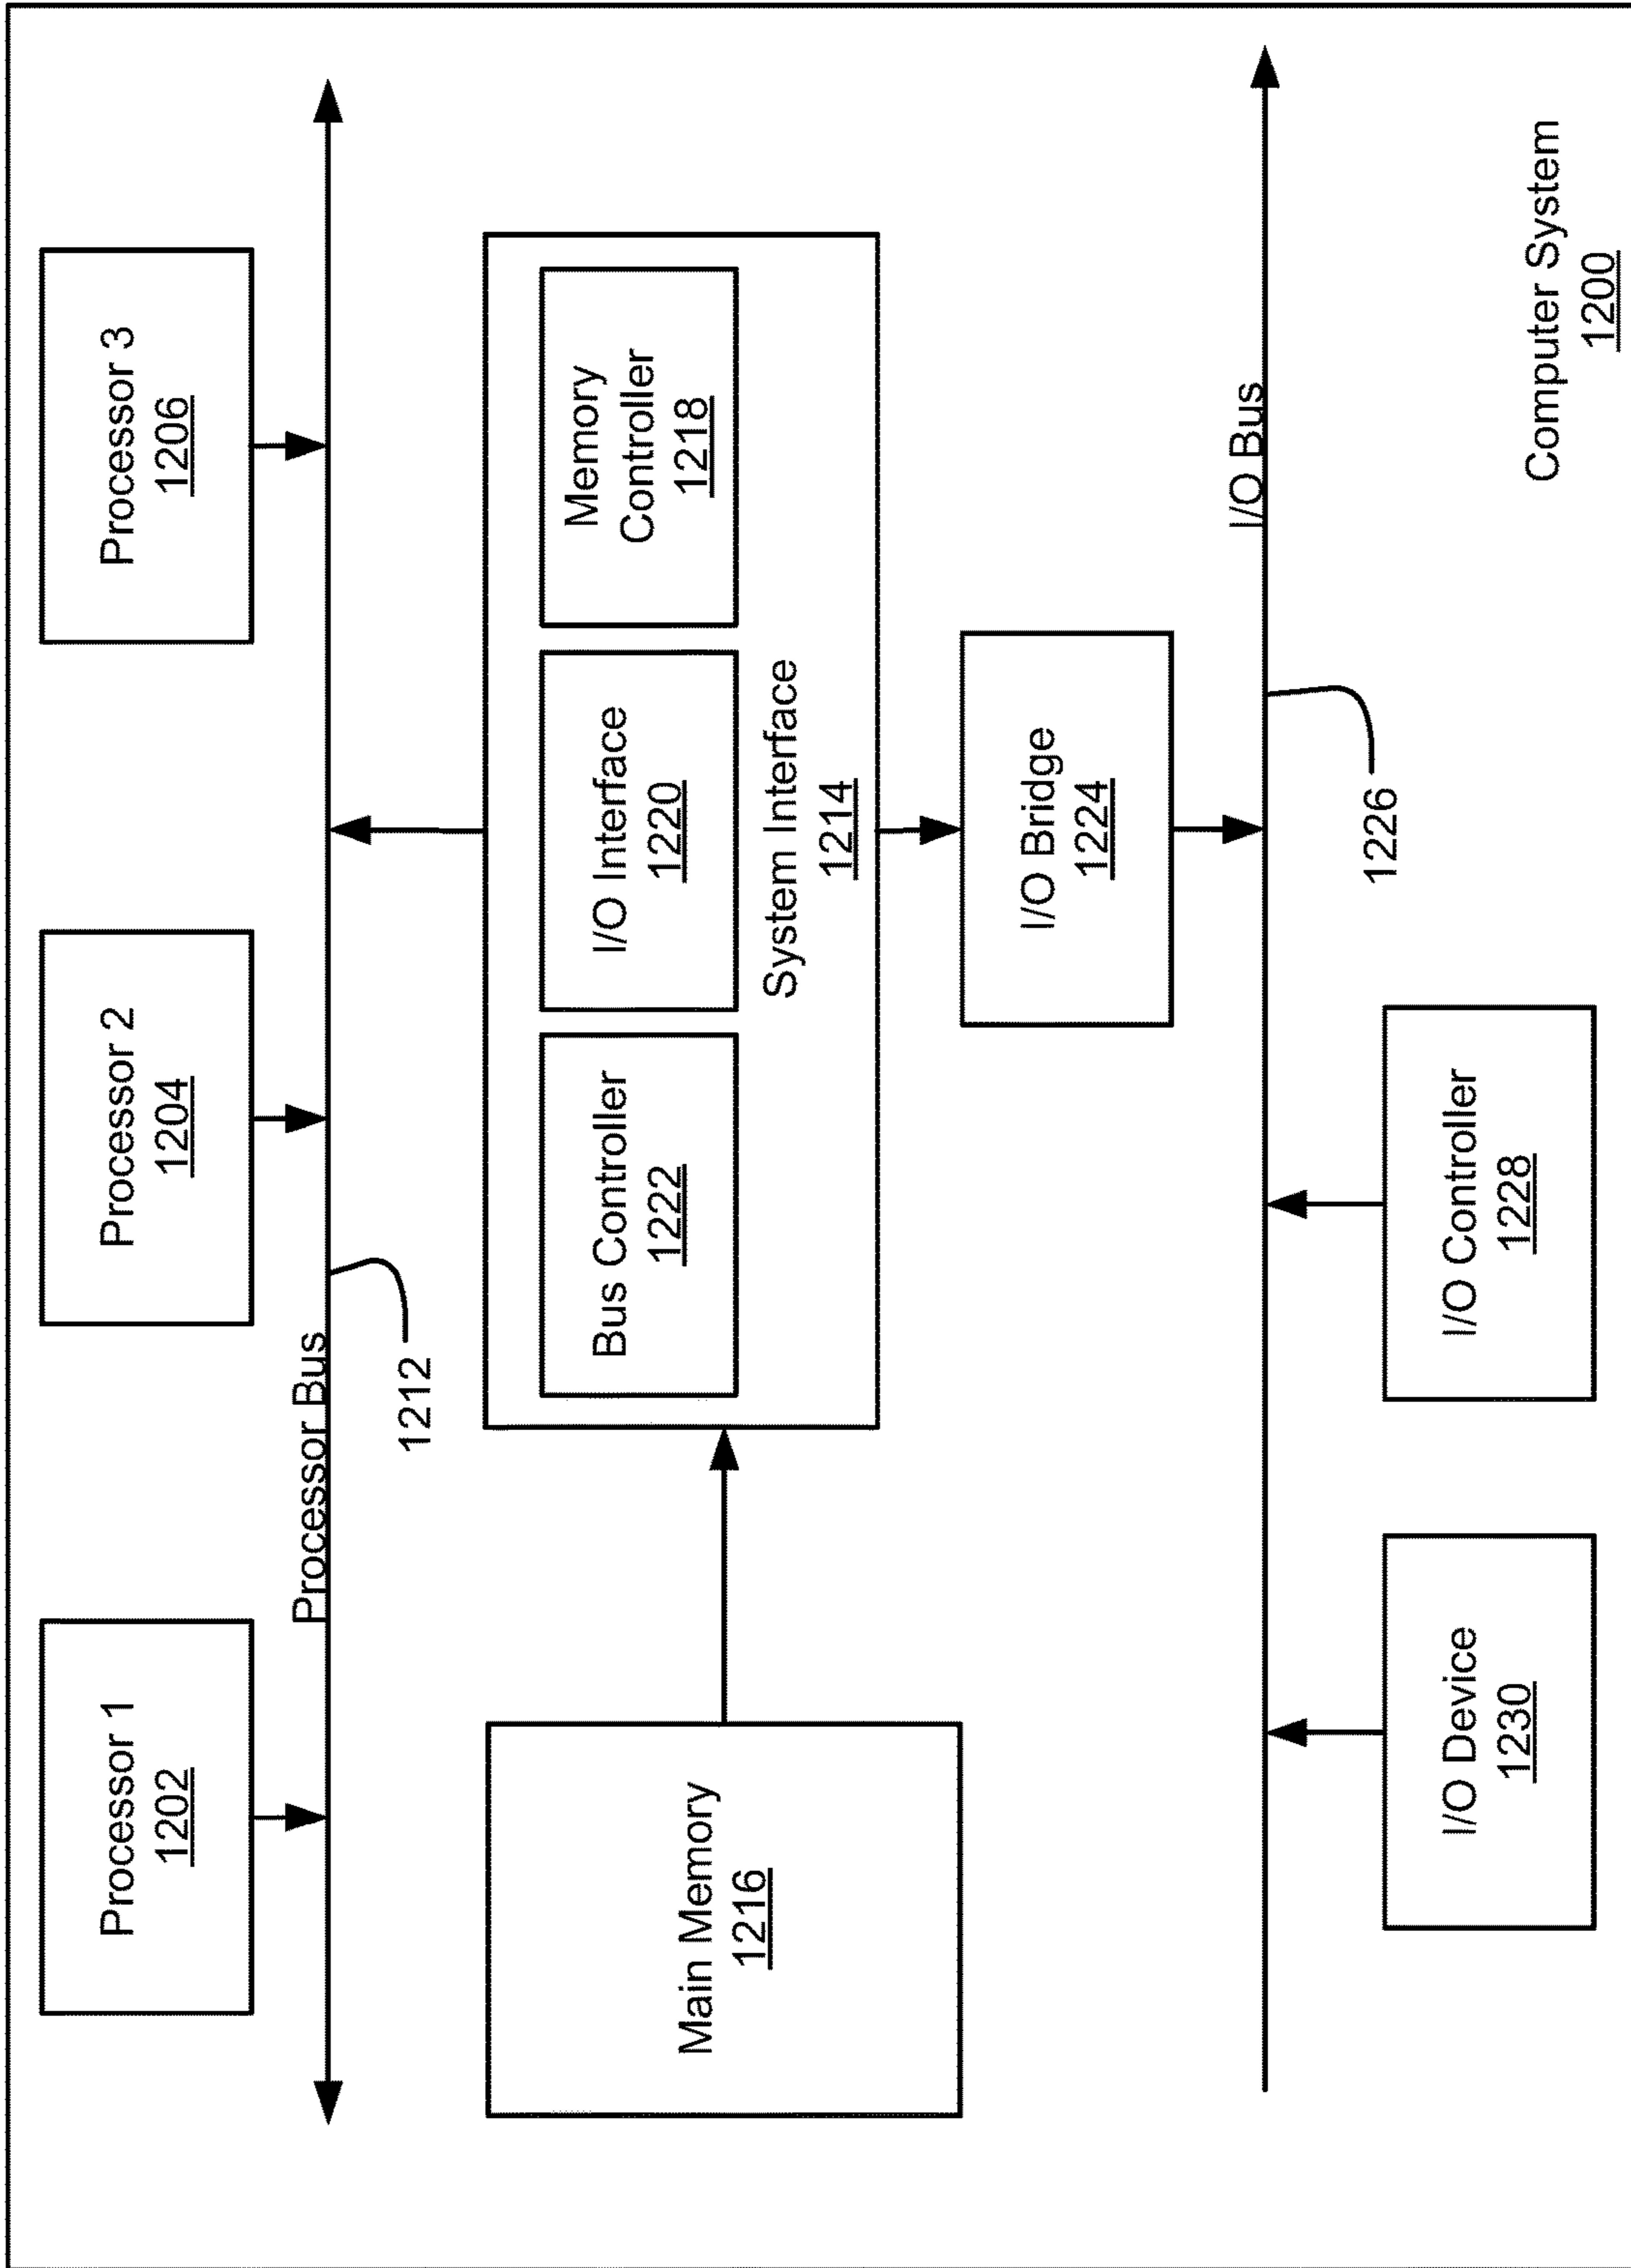 Processor 1
1202
Processor 2
1204
Processor 3
1206
Processor Bus
1212
Main Memory
1216
Bus Controller
1222
I/O Interface
1220
Memory
Controller
1218
System Interface
1214
I/O Bridge
1224
I/O Bus
1226
I/O Device
1230
I/O Controller
1228
Computer System
1200